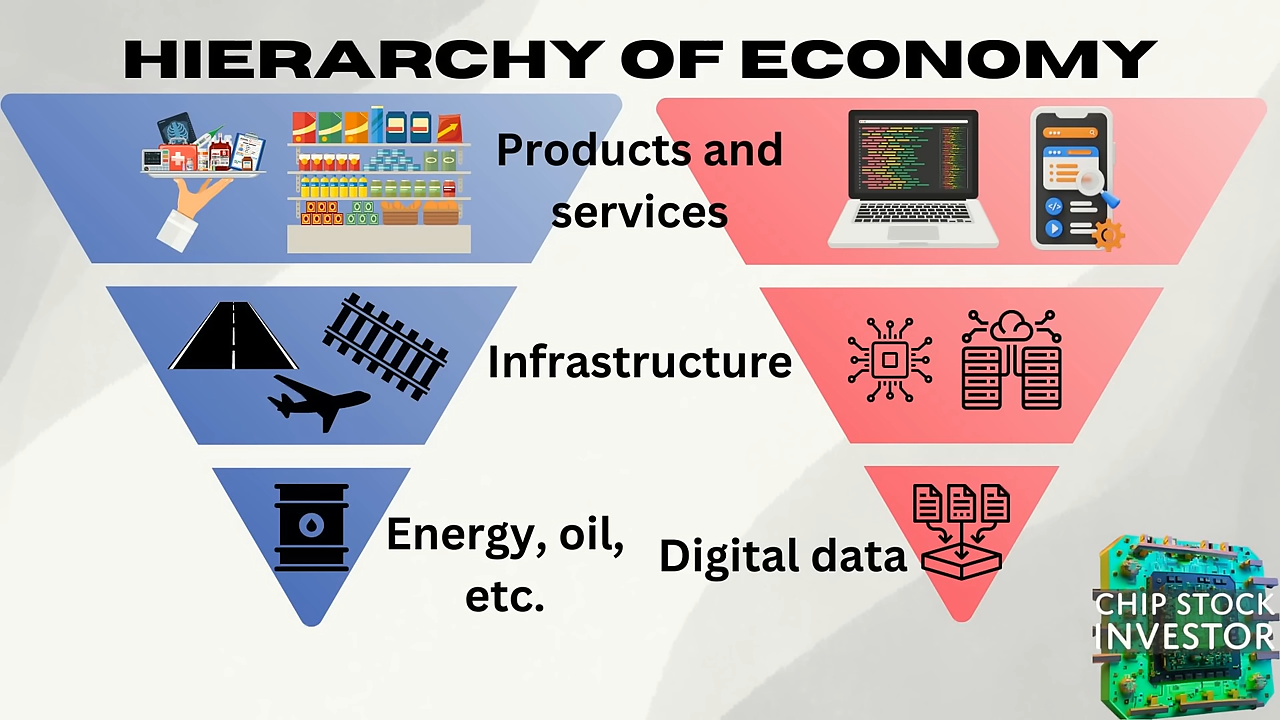 HIERARCHY OF ECONOMY
Products and
services
Infrastructure
Energy, oil,
etc.
Digital data
CHIP STOCK
INVESTOR